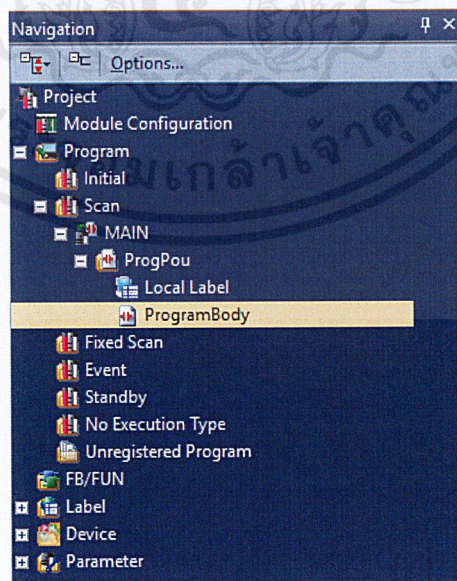 Navigation
Options...
Project
Module Configuration
Program
Initial
Scan
MAIN
ProgPou
Local Label
ProgramBody
Fixed Scan
Event
Standby
No Execution Type
Unregistered Program
FB/FUN
Label
Device
Parameter